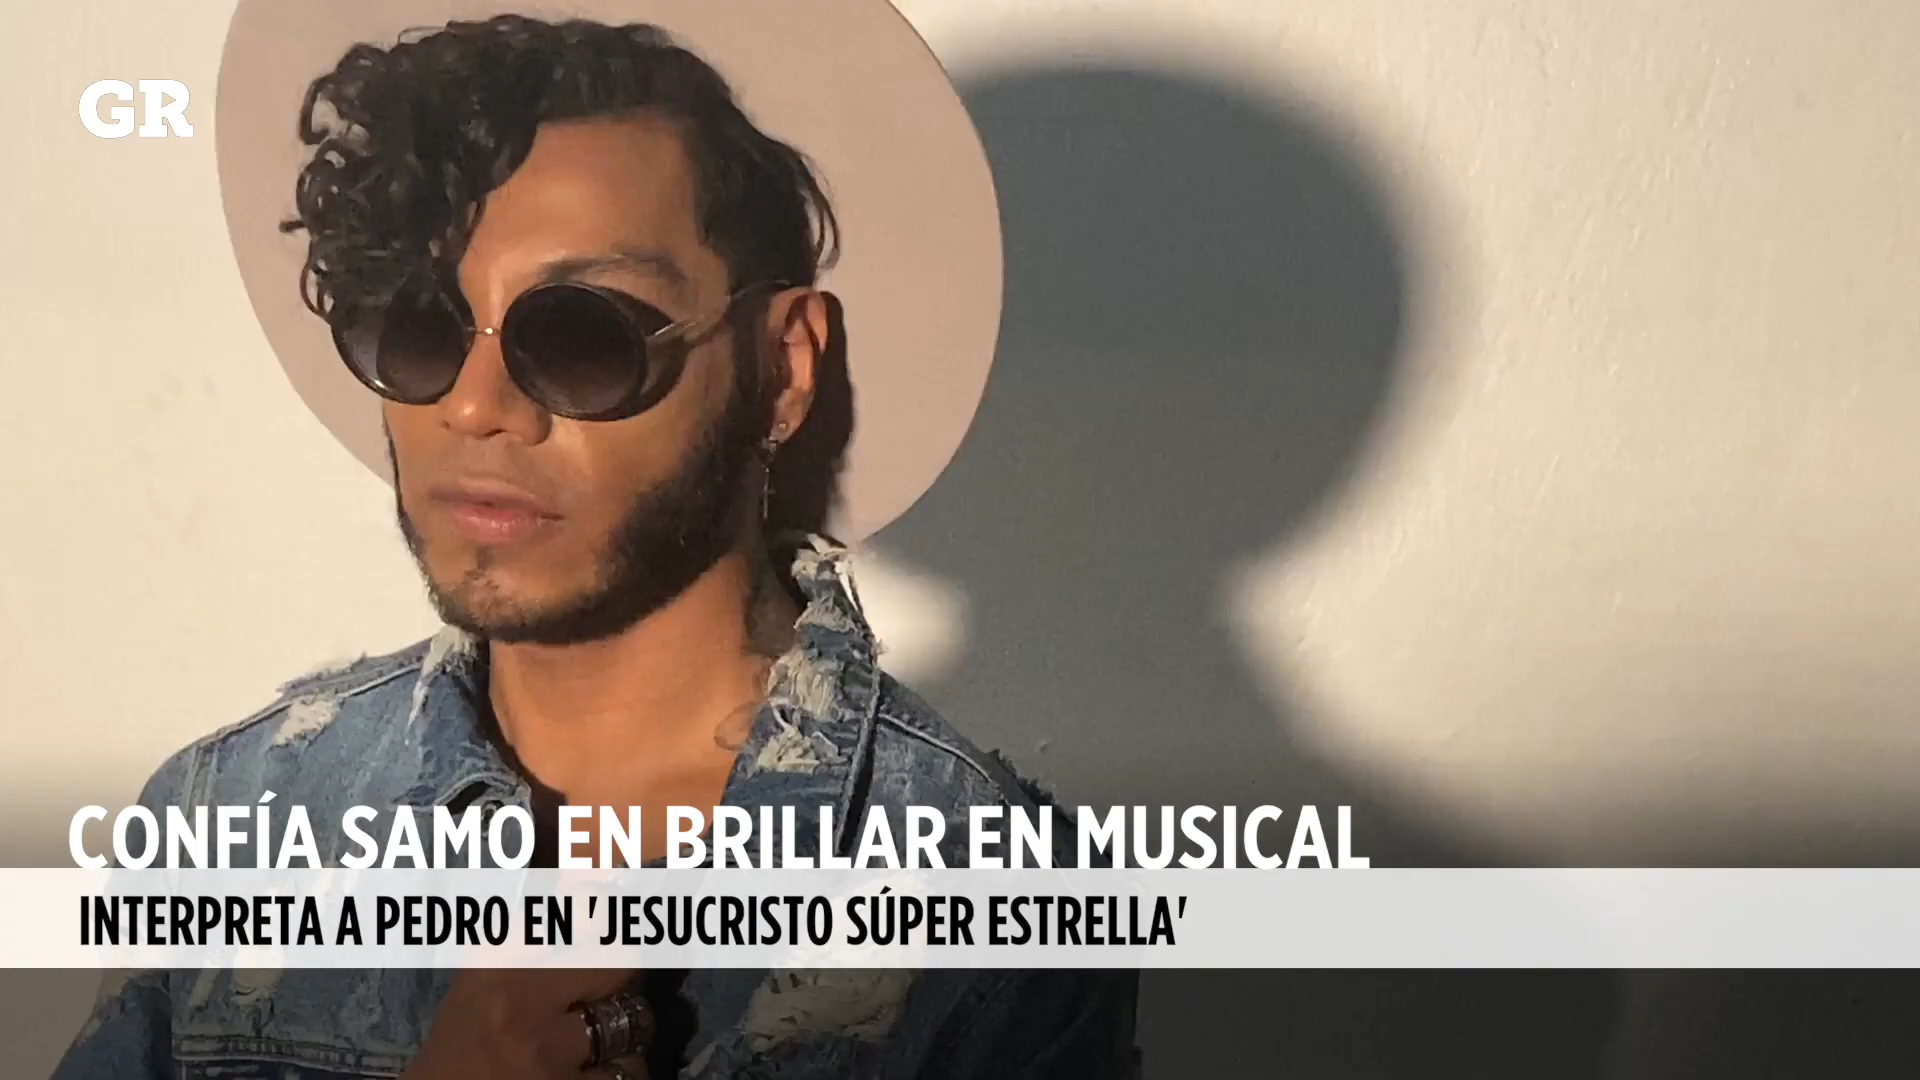 GR
CONFÍA SAMO EN BRILLAR EN MUSICAL
INTERPRETA A PEDRO EN 'JESUCRISTO SÚPER ESTRELLA'